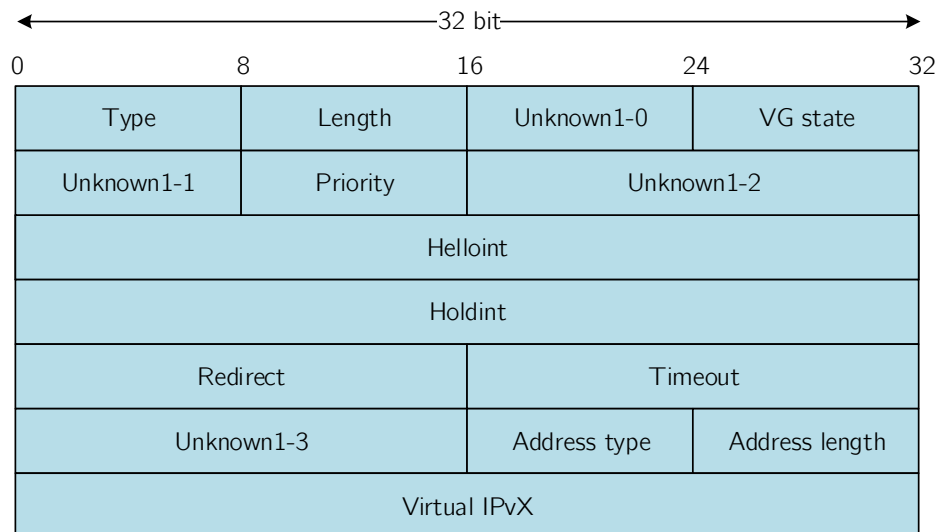 32 bit
0 8 16 24 32
Type Length Unknown1-0 VG state
Unknown1-1 Priority Unknown1-2
Helloint
Holdint
Redirect Timeout
Unknown1-3 Address type Address length
Virtual IPvX